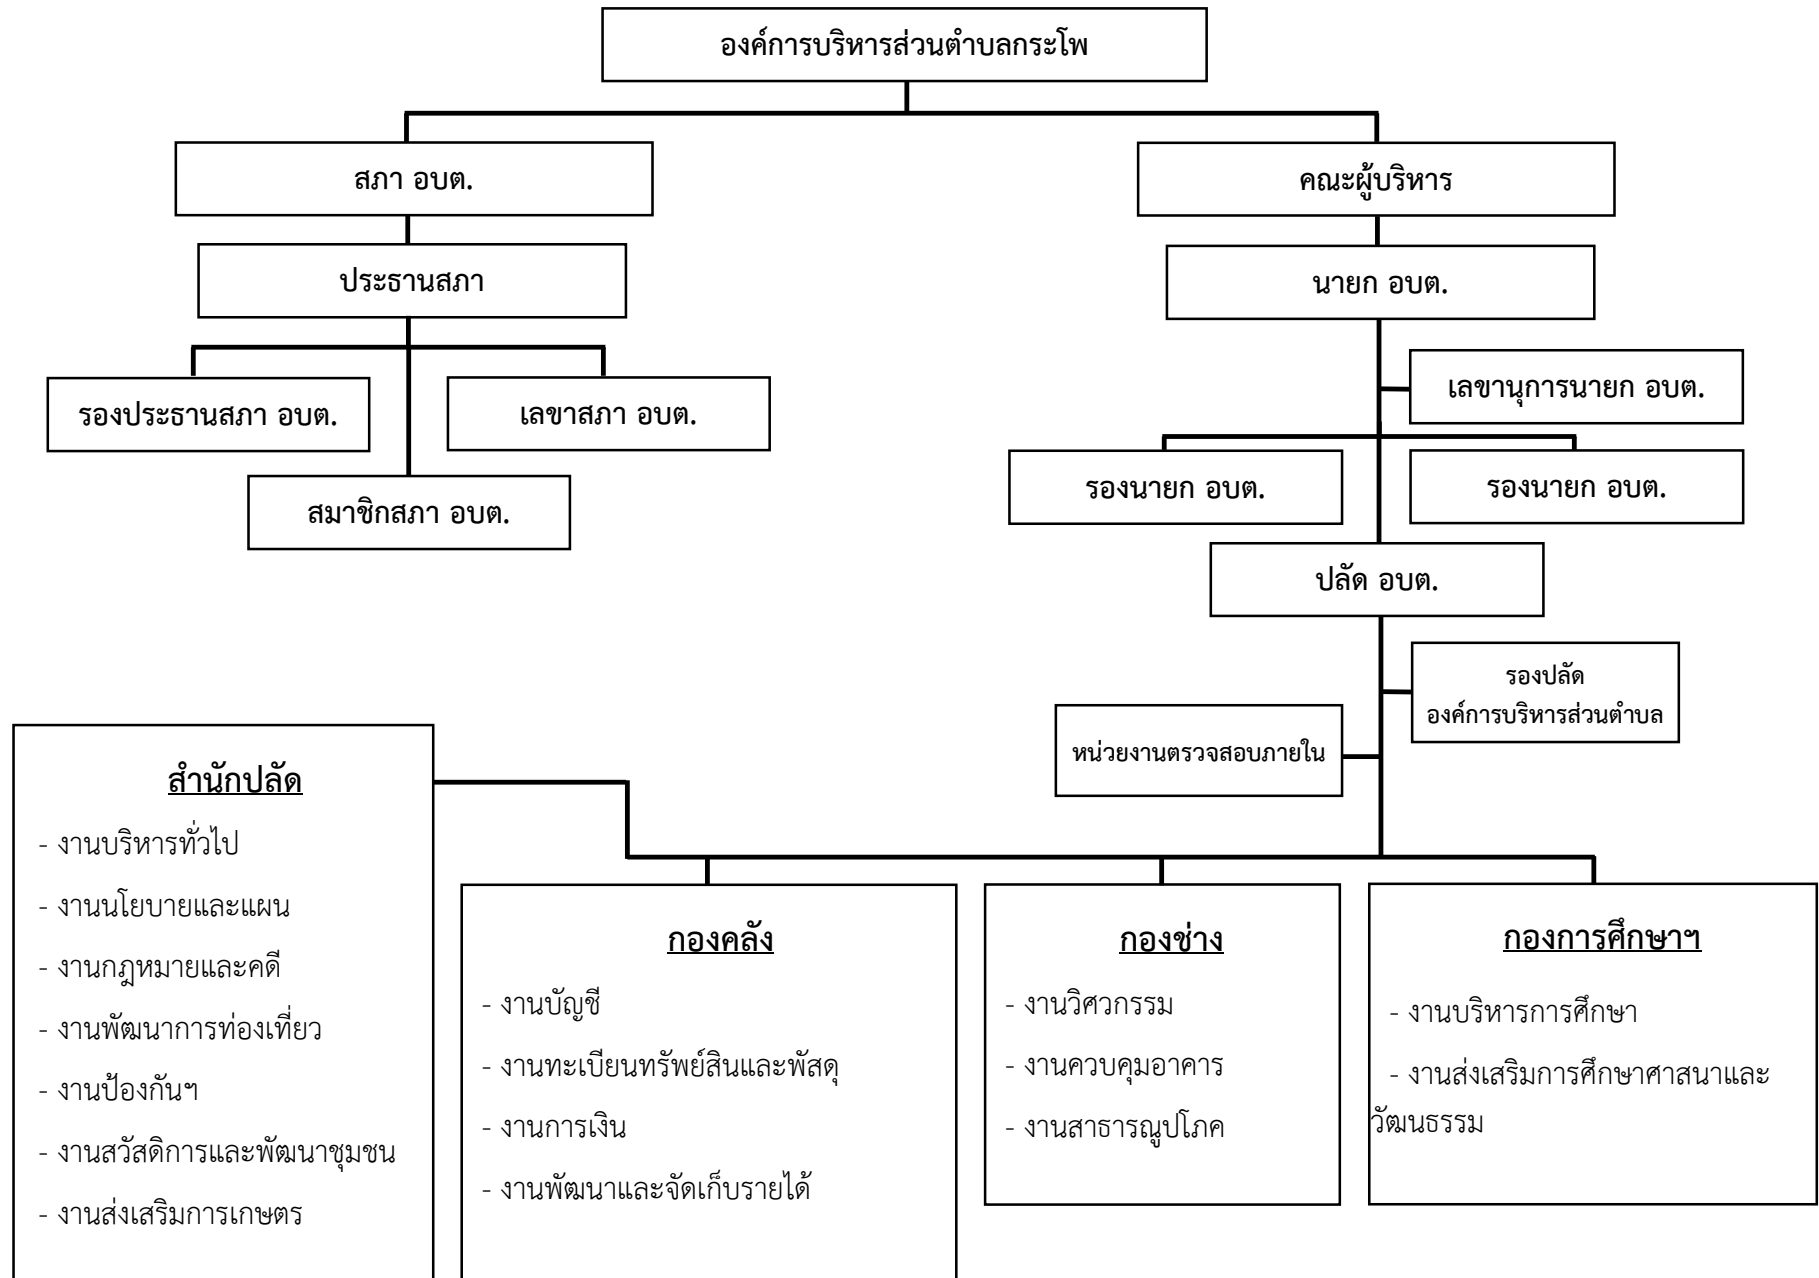 องค์การบริหารส่วนตำบลกระโพ
สภา อบต.
คณะผู้บริหาร
ประธานสภา
นายก อบต.
รองประธานสภา อบต.
เลขาสภา อบต.
เลขานุการนายก อบต.
สมาชิกสภา อบต.
รองนายก อบต.
รองนายก อบต.
ปลัด อบต.
รองปลัด
องค์การบริหารส่วนตำบล
หน่วยงานตรวจสอบภายใน
สำนักปลัด
- งานบริหารทั่วไป
- งานนโยบายและแผน
- งานกฎหมายและคดี
- งานพัฒนาการท่องเที่ยว
- งานป้องกันฯ
- งานสวัสดิการและพัฒนาชุมชน
- งานส่งเสริมการเกษตร
กองคลัง
- งานบัญชี
- งานทะเบียนทรัพย์สินและพัสดุ
- งานการเงิน
- งานพัฒนาและจัดเก็บรายได้
กองช่าง
- งานวิศวกรรม
- งานควบคุมอาคาร
- งานสาธารณูปโภค
กองการศึกษาฯ
- งานบริหารการศึกษา
- งานส่งเสริมการศึกษาศาสนาและ
วัฒนธรรม